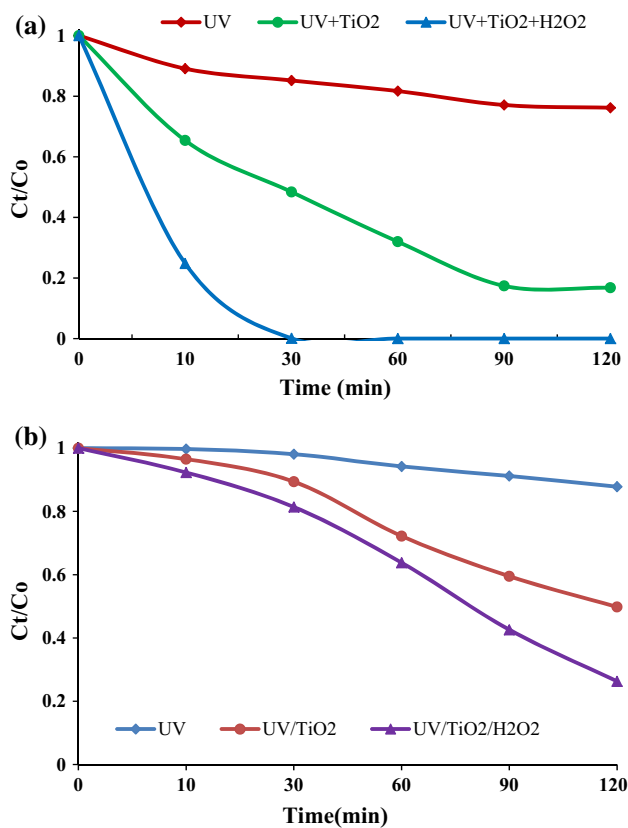 (a)
UV UV+TiO2 UV+TiO2+H2O2
1
0.8
0.6
0.4
0.2
0
Ct/Co
0 10 30 60 90 120
Time (min)
(b)
1
0.8
0.6
0.4
0.2
0
Ct/Co
UV UV/TiO2 UV/TiO2/H2O2
0 10 30 60 90 120
Time(min)